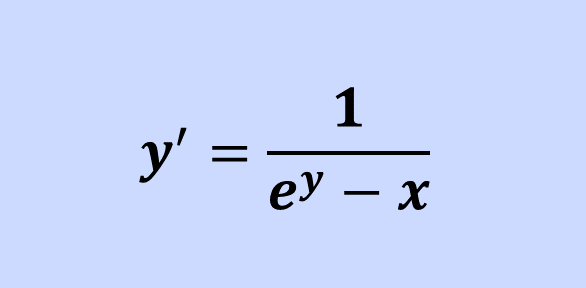 y′ = 1 / (e^y − x)